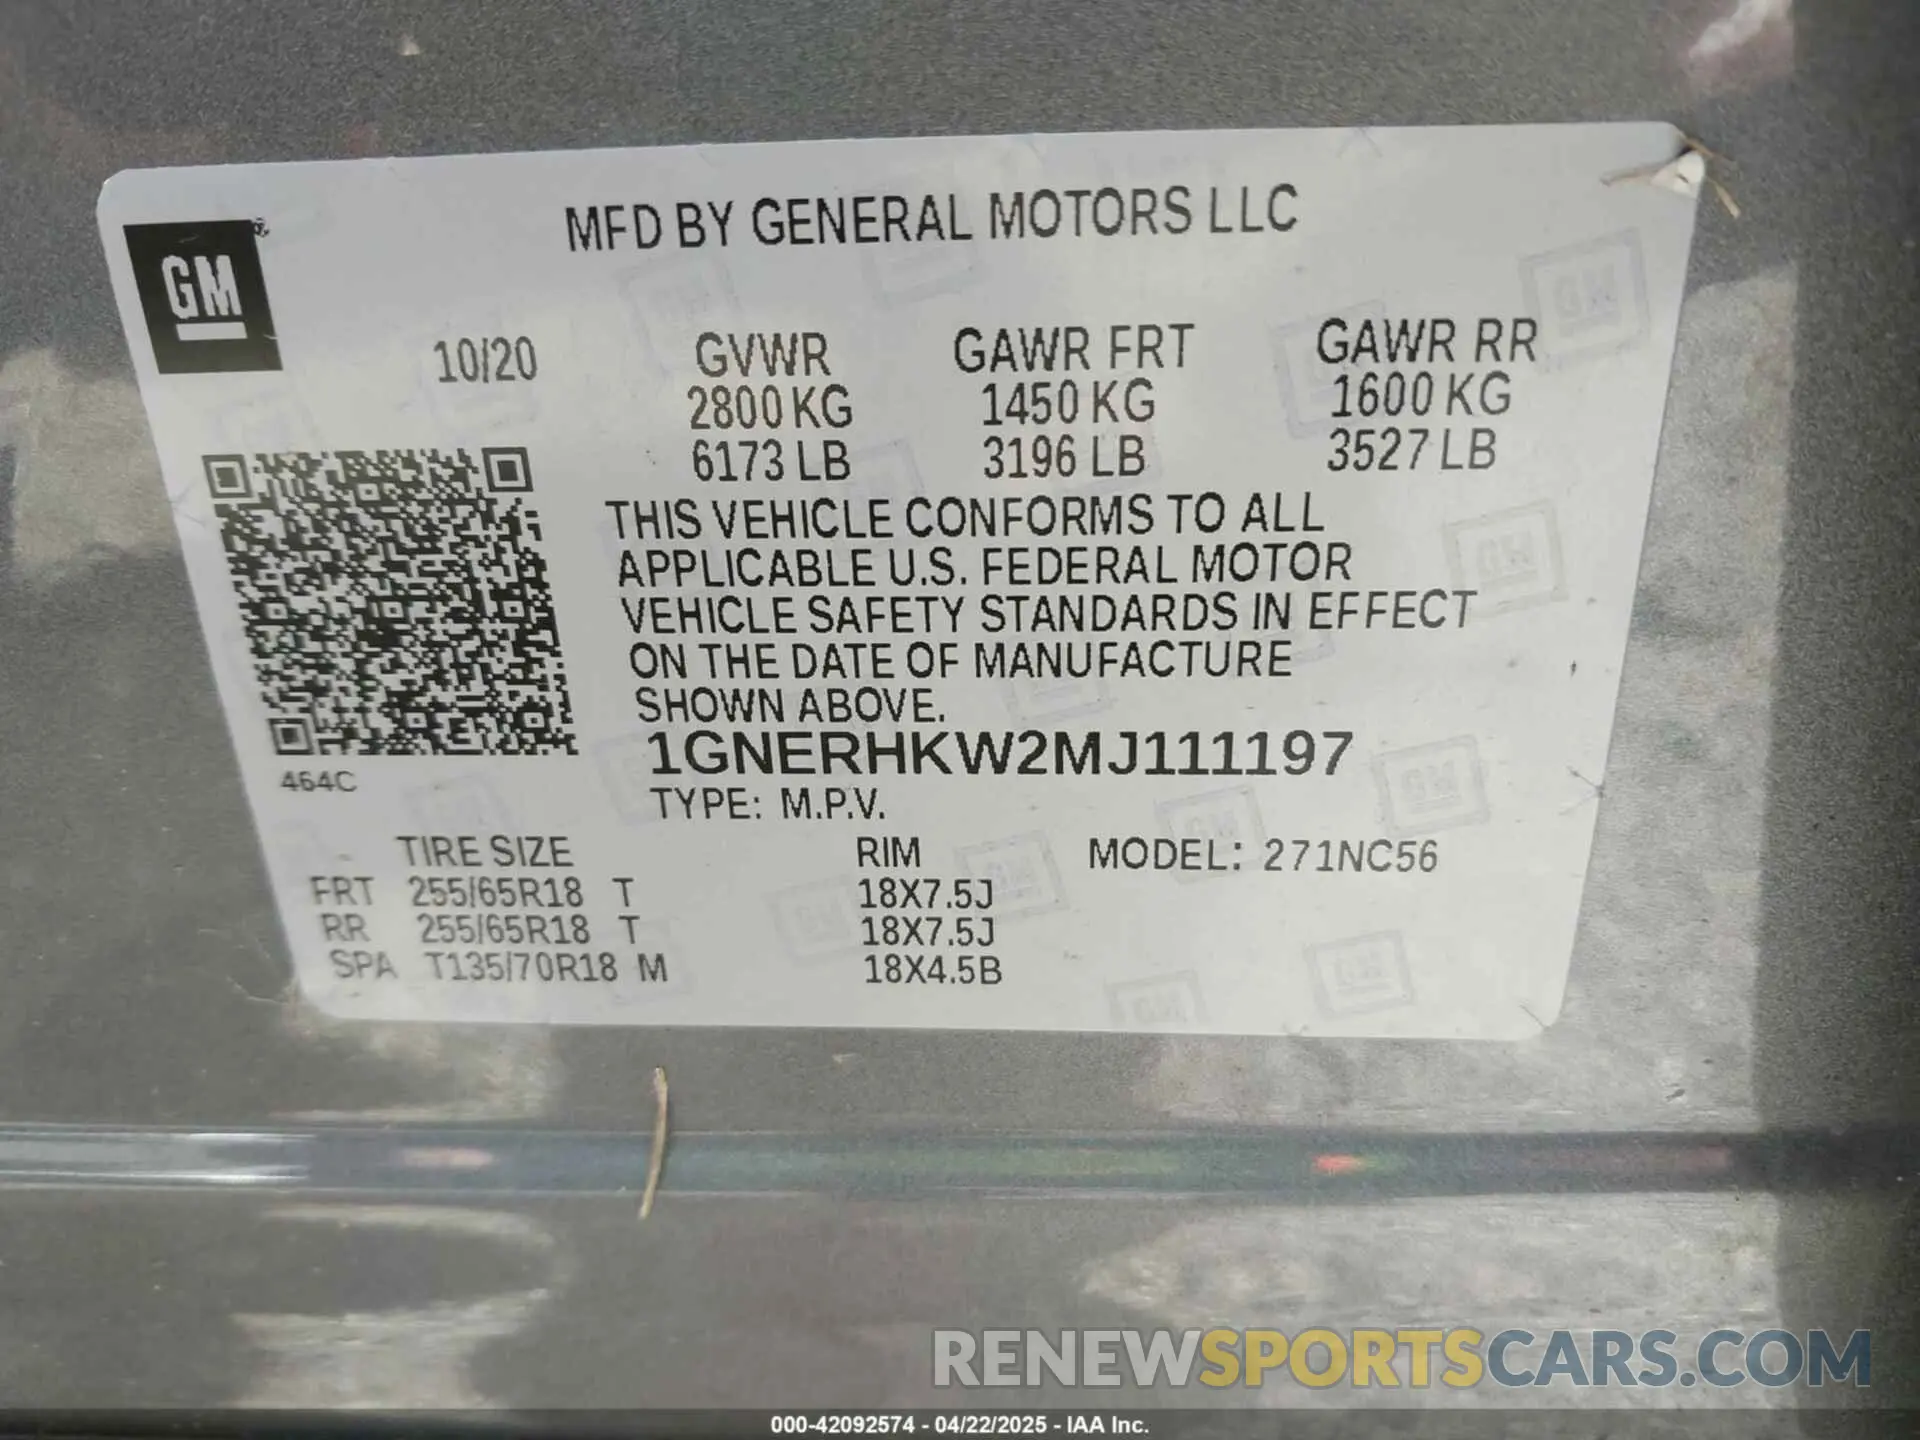 MFD BY GENERAL MOTORS LLC
GM
10/20 GVWR GAWR FRT GAWR RR
2800 KG 1450 KG 1600 KG
6173 LB 3196 LB 3527 LB
THIS VEHICLE CONFORMS TO ALL
APPLICABLE U.S. FEDERAL MOTOR
VEHICLE SAFETY STANDARDS IN EFFECT
ON THE DATE OF MANUFACTURE
SHOWN ABOVE.
1GNERHKW2MJ111197
464C
TYPE: M.P.V.
TIRE SIZE RIM MODEL: 271NC56
FRT 255/65R18 T 18X7.5J
RR 255/65R18 T 18X7.5J
SPA T135/70R18 M 18X4.5B
RENEWSPORTSCARS.COM
000-42092574 - 04/22/2025 - IAA Inc.